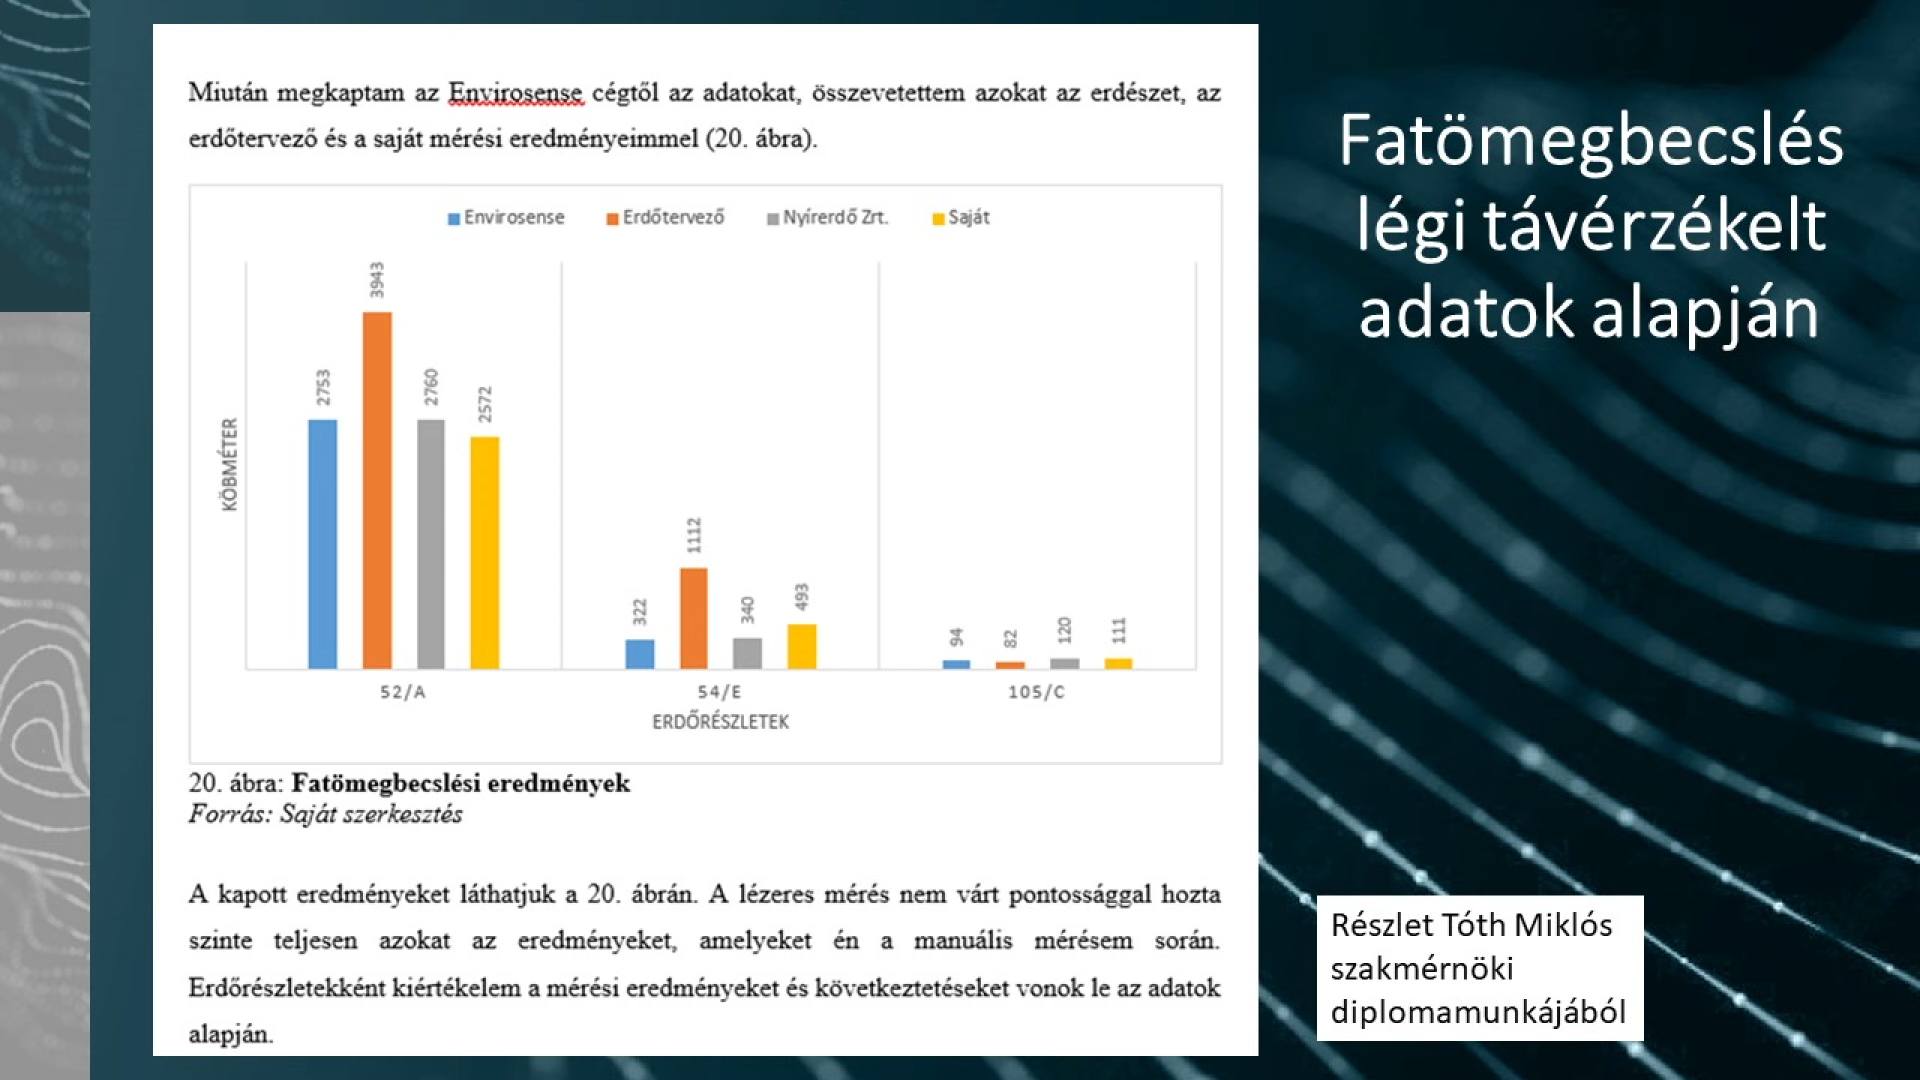 Miután megkaptam az Envirosense cégtől az adatokat, összevetettem azokat az erdészet, az
erdőtervező és a saját mérési eredményeimmel (20. ábra).
Envirosense Erdőtervező Nyírerdő Zrt. Saját
KÖBMÉTER
2753 3943 2760 2572
322 1112 340 493
94 82 120 111
52/A 54/E 105/C
ERDŐRÉSZLETEK
20. ábra: Fatömegbecslési eredmények
Forrás: Saját szerkesztés
A kapott eredményeket láthatjuk a 20. ábrán. A lézeres mérés nem várt pontossággal hozta
szinte teljesen azokat az eredményeket, amelyeket én a manuális mérésem során.
Erdőrészletekként kiértékelem a mérési eredményeket és következtetéseket vonok le az adatok
alapján.
Fatömegbecslés
légi távérzékelt
adatok alapján
Részlet Tóth Miklós
szakmérnöki
diplomamunkájából